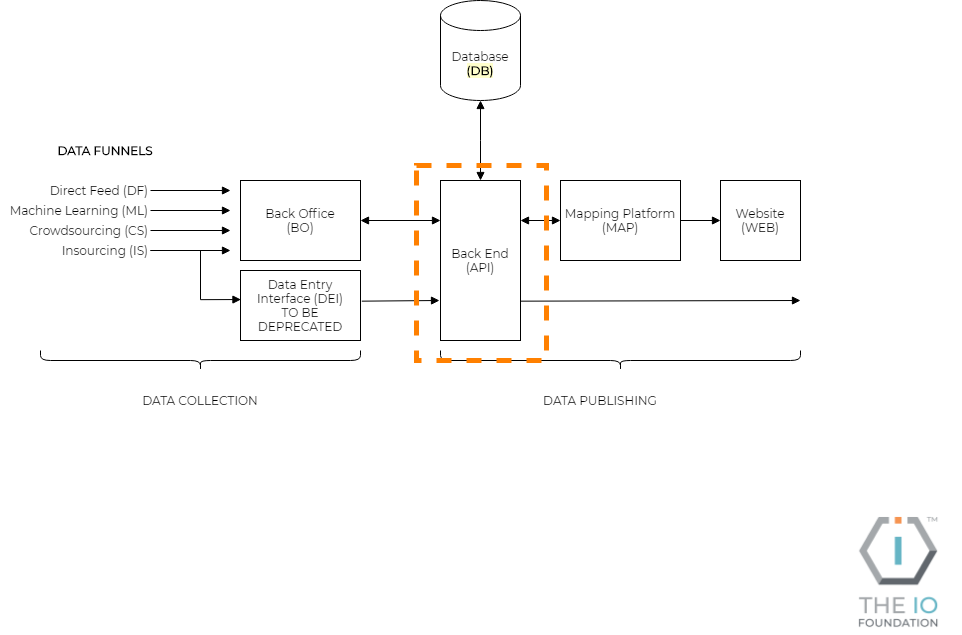 Database
(DB)
DATA FUNNELS
Direct Feed (DF)
Machine Learning (ML)
Crowdsourcing (CS)
Insourcing (IS)
Back Office
(BO)
Data Entry
Interface (DEI)
TO BE
DEPRECATED
Back End
(API)
Mapping Platform
(MAP)
Website
(WEB)
DATA COLLECTION
DATA PUBLISHING
TM
THE IO
FOUNDATION